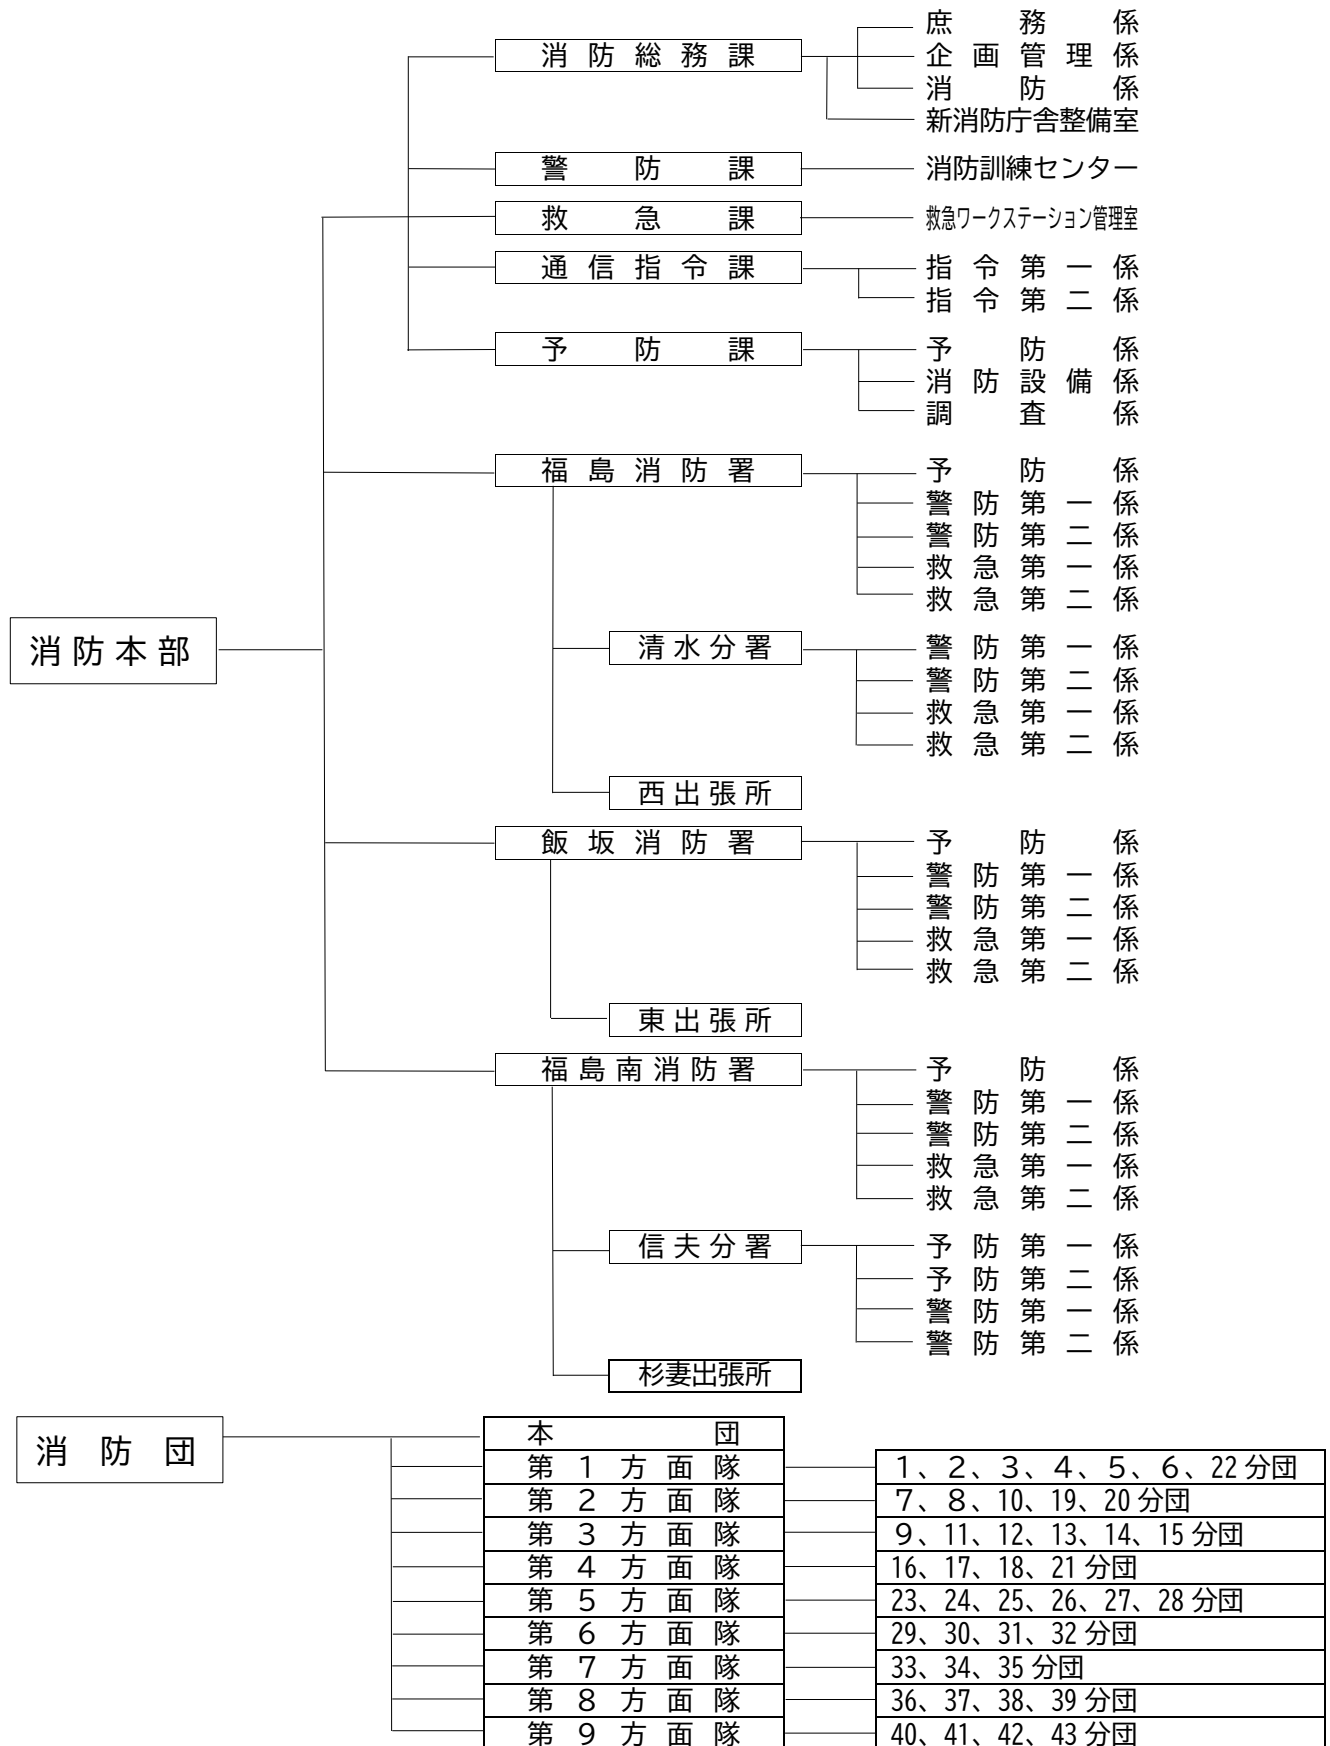 庶務係
消防総務課 企画管理係
消防係
新消防庁舎整備室
警防課 消防訓練センター
救急課 救急ワークステーション管理室
通信指令課 指令第一係
指令第二係
予防課 予防係
消防設備係
調査係
福島消防署 予防係
警防第一係
警防第二係
救急第一係
救急第二係
消防本部
清水分署 警防第一係
警防第二係
救急第一係
救急第二係
西出張所
飯坂消防署 予防係
警防第一係
警防第二係
救急第一係
救急第二係
東出張所
福島南消防署 予防係
警防第一係
警防第二係
救急第一係
救急第二係
信夫分署 予防第一係
予防第二係
警防第一係
警防第二係
杉妻出張所
消防団
本団
第1方面隊 1、2、3、4、5、6、22分団
第2方面隊 7、8、10、19、20分団
第3方面隊 9、11、12、13、14、15分団
第4方面隊 16、17、18、21分団
第5方面隊 23、24、25、26、27、28分団
第6方面隊 29、30、31、32分団
第7方面隊 33、34、35分団
第8方面隊 36、37、38、39分団
第9方面隊 40、41、42、43分団